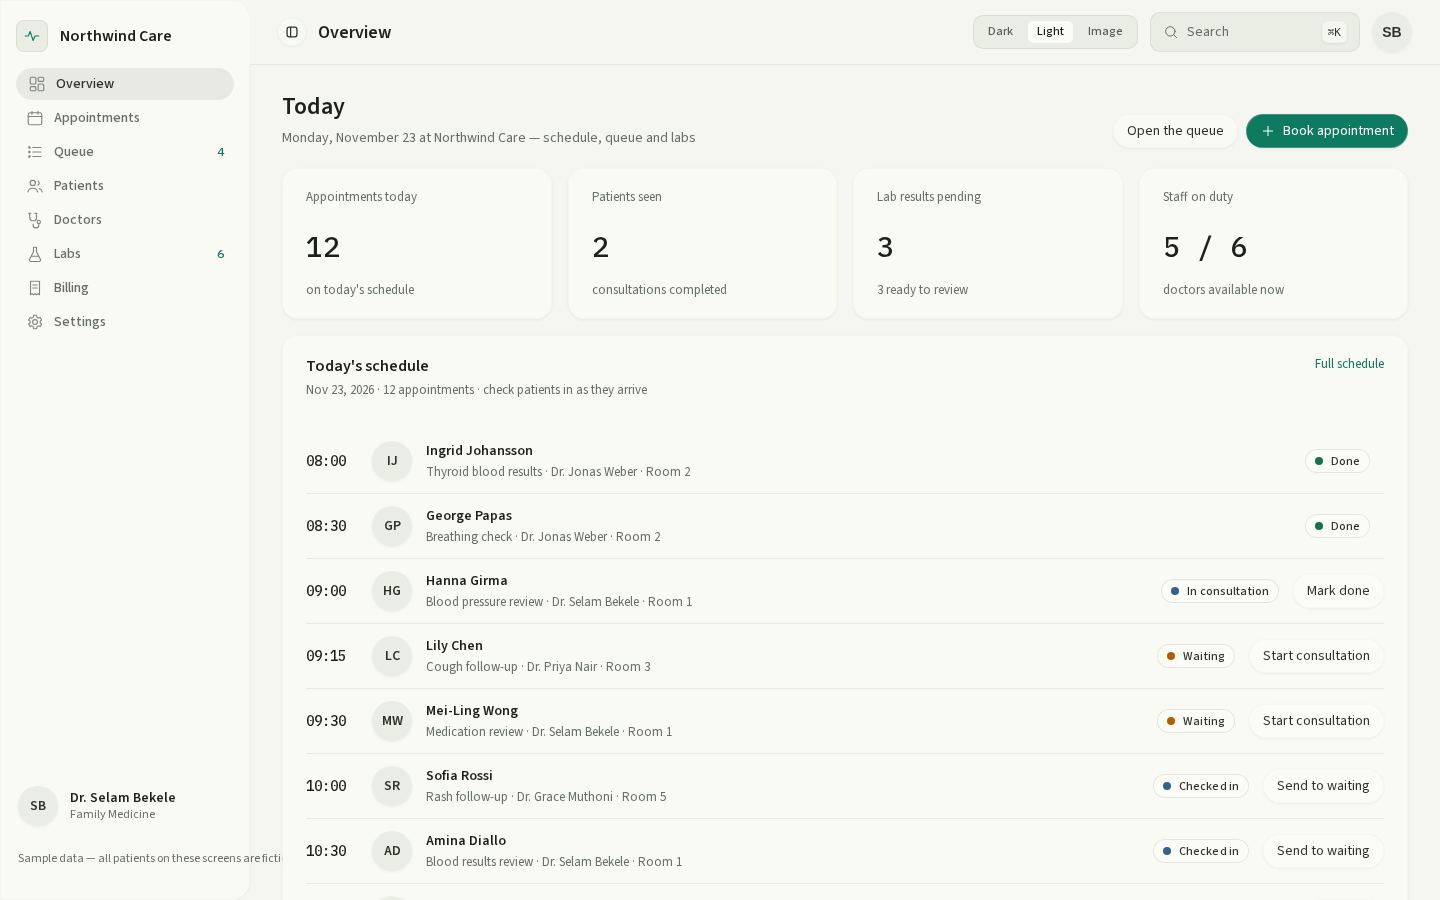 Northwind Care
Overview
Appointments
Queue 4
Patients
Doctors
Labs 6
Billing
Settings
Dr. Selam Bekele
SB
Family Medicine
Sample data — all patients on these screens are ficti
Overview
Dark Light Image
Search ⌘K
SB
Today
Monday, November 23 at Northwind Care — schedule, queue and labs
Open the queue
Book appointment
Appointments today
12
on today's schedule
Patients seen
2
consultations completed
Lab results pending
3
3 ready to review
Staff on duty
5 / 6
doctors available now
Today's schedule
Full schedule
Nov 23, 2026 · 12 appointments · check patients in as they arrive
08:00 IJ Ingrid Johansson
Thyroid blood results · Dr. Jonas Weber · Room 2
Done
08:30 GP George Papas
Breathing check · Dr. Jonas Weber · Room 2
Done
09:00 HG Hanna Girma
Blood pressure review · Dr. Selam Bekele · Room 1
In consultation Mark done
09:15 LC Lily Chen
Cough follow-up · Dr. Priya Nair · Room 3
Waiting Start consultation
09:30 MW Mei-Ling Wong
Medication review · Dr. Selam Bekele · Room 1
Waiting Start consultation
10:00 SR Sofia Rossi
Rash follow-up · Dr. Grace Muthoni · Room 5
Checked in Send to waiting
10:30 AD Amina Diallo
Blood results review · Dr. Selam Bekele · Room 1
Checked in Send to waiting